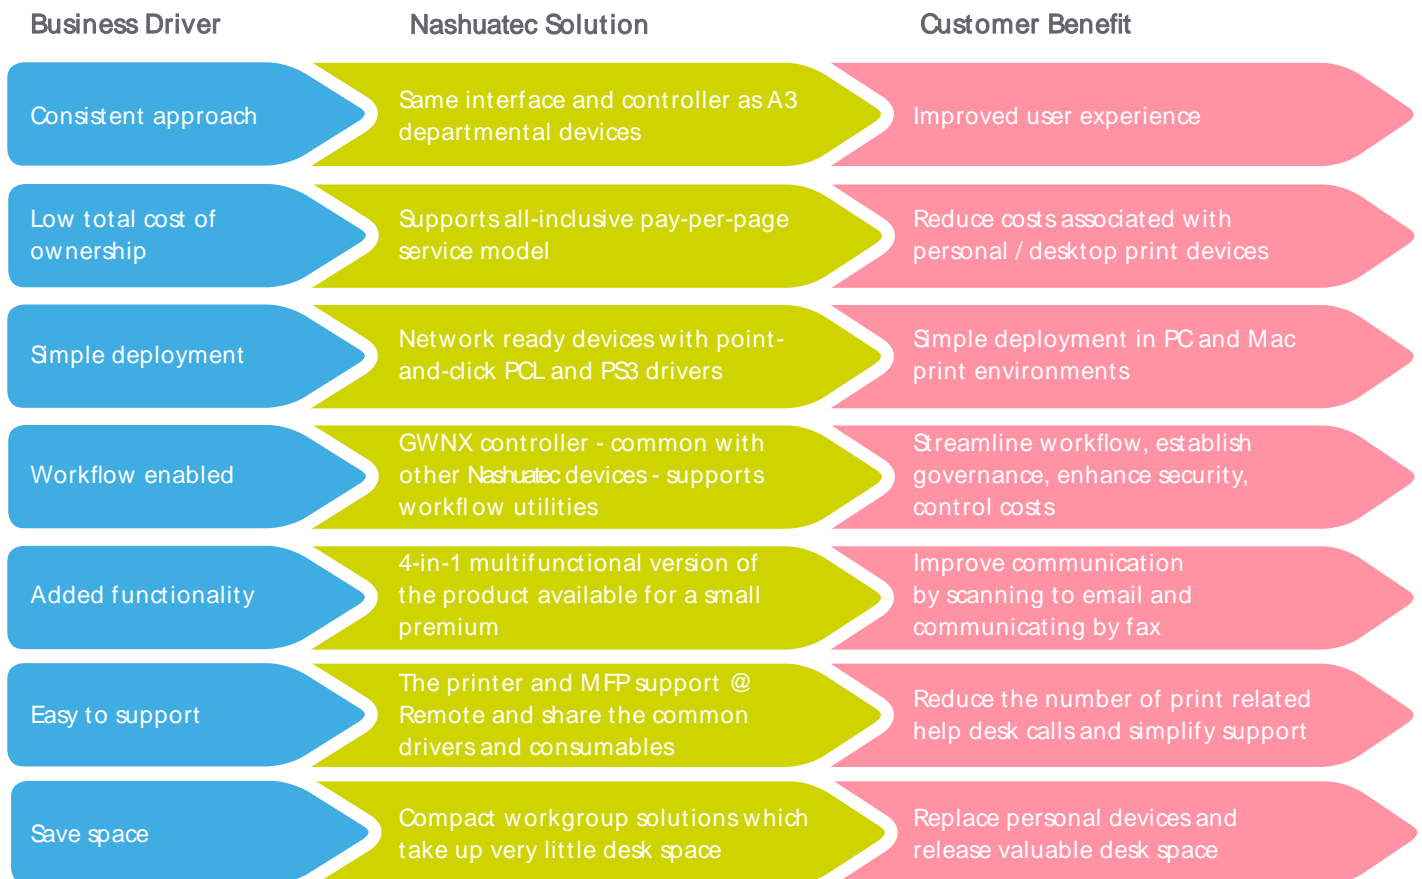 Business Driver
Nashuatec Solution
Customer Benefit
Consistent approach
Same interface and controller as A3
departmental devices
Improved user experience
Low total cost of
ownership
Supports all-inclusive pay-per-page
service model
Reduce costs associated with
personal / desktop print devices
Simple deployment
Network ready devices with point-
and-click PCL and PS3 drivers
Simple deployment in PC and Mac
print environments
Workflow enabled
GWNX controller - common with
other Nashuatec devices - supports
workflow utilities
Streamline workflow, establish
governance, enhance security,
control costs
Added functionality
4-in-1 multifunctional version of
the product available for a small
premium
Improve communication
by scanning to email and
communicating by fax
Easy to support
The printer and MFP support @
Remote and share the common
drivers and consumables
Reduce the number of print related
help desk calls and simplify support
Save space
Compact workgroup solutions which
take up very little desk space
Replace personal devices and
release valuable desk space